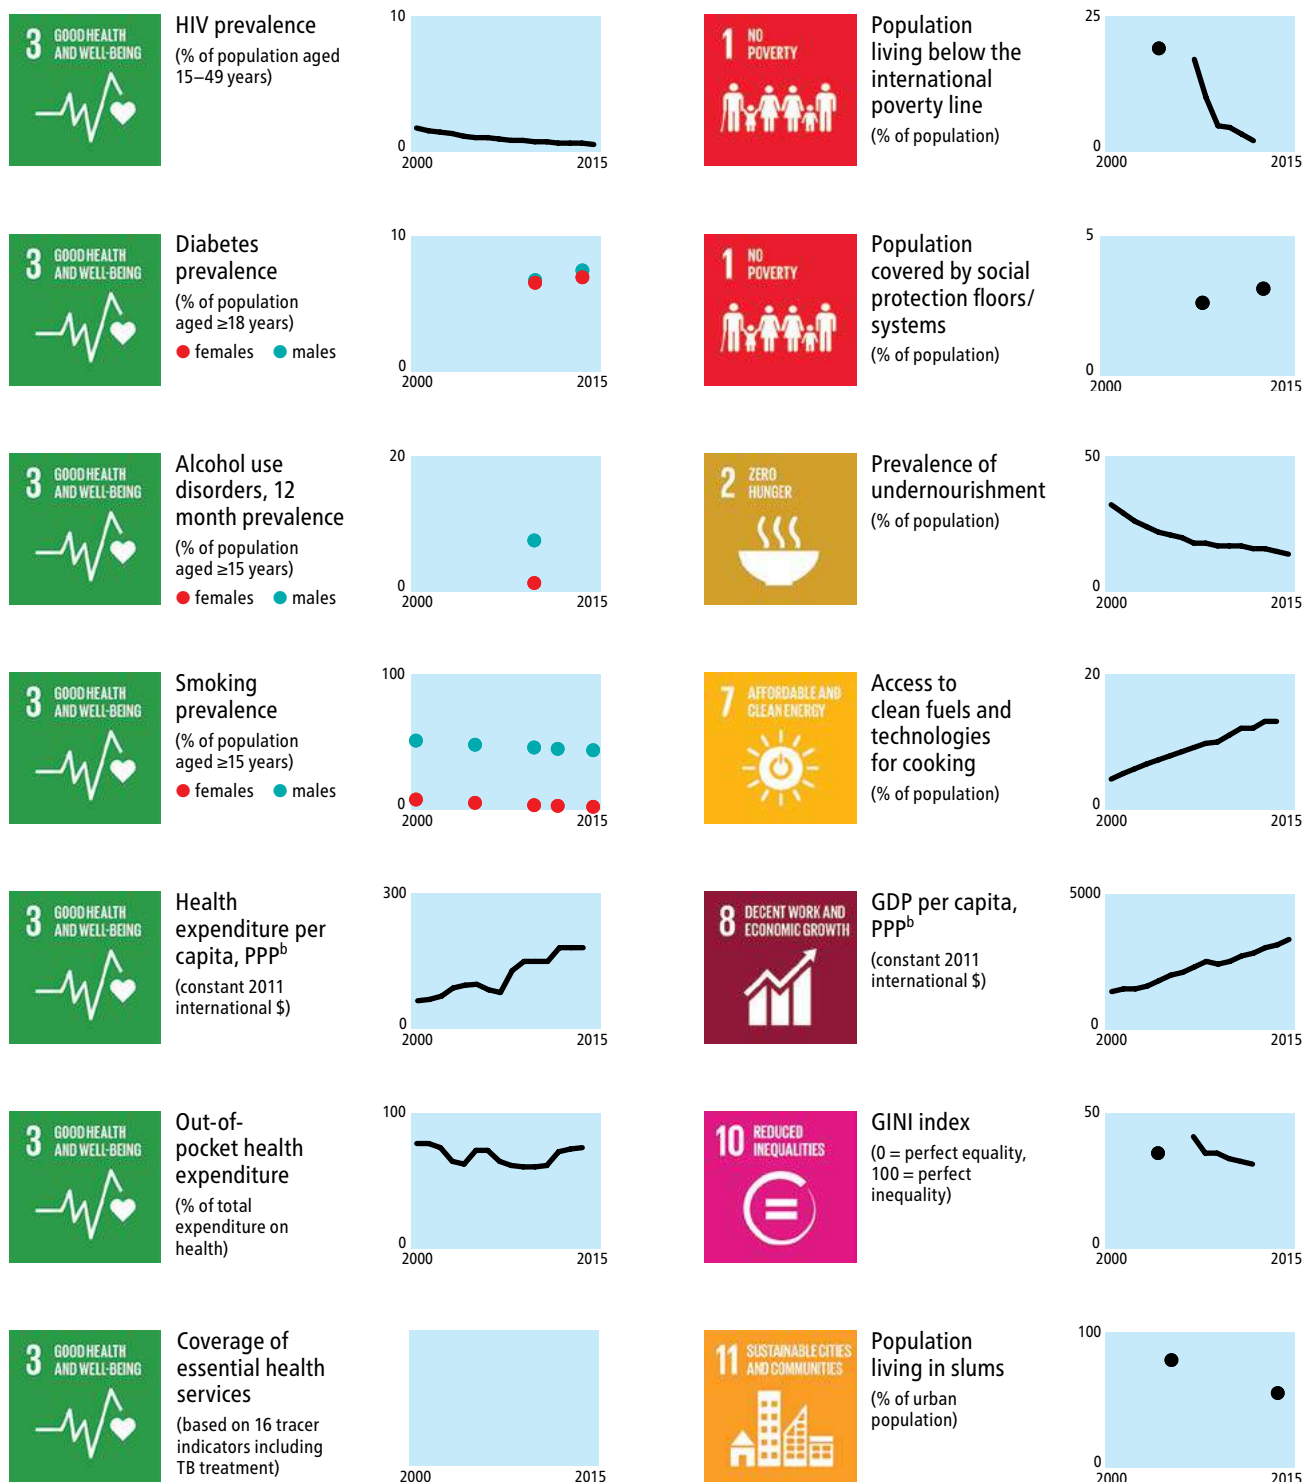 3 GOOD HEALTH
AND WELL-BEING
HIV prevalence
(% of population aged
15–49 years)
10
0
2000 2015
3 GOOD HEALTH
AND WELL-BEING
Diabetes
prevalence
(% of population
aged ≥18 years)
females males
10
0
2000 2015
3 GOOD HEALTH
AND WELL-BEING
Alcohol use
disorders, 12
month prevalence
(% of population
aged ≥15 years)
females males
20
0
2000 2015
3 GOOD HEALTH
AND WELL-BEING
Smoking
prevalence
(% of population
aged ≥15 years)
females males
100
0
2000 2015
3 GOOD HEALTH
AND WELL-BEING
Health
expenditure per
capita, PPPb
(constant 2011
international $)
300
0
2000 2015
3 GOOD HEALTH
AND WELL-BEING
Out-of-
pocket health
expenditure
(% of total
expenditure on
health)
100
0
2000 2015
3 GOOD HEALTH
AND WELL-BEING
Coverage of
essential health
services
(based on 16 tracer
indicators including
TB treatment)
2000 2015
1 NO
POVERTY
Population
living below the
international
poverty line
(% of population)
25
0
2000 2015
1 NO
POVERTY
Population
covered by social
protection floors/
systems
(% of population)
5
0
2000 2015
2 ZERO
HUNGER
Prevalence of
undernourishment
(% of population)
50
0
2000 2015
7 AFFORDABLE AND
CLEAN ENERGY
Access to
clean fuels and
technologies
for cooking
(% of population)
20
0
2000 2015
8 DECENT WORK AND
ECONOMIC GROWTH
GDP per capita,
PPPb
(constant 2011
international $)
5000
0
2000 2015
10 REDUCED
INEQUALITIES
GINI index
(0 = perfect equality,
100 = perfect
inequality)
50
0
2000 2015
11 SUSTAINABLE CITIES
AND COMMUNITIES
Population
living in slums
(% of urban
population)
100
0
2000 2015